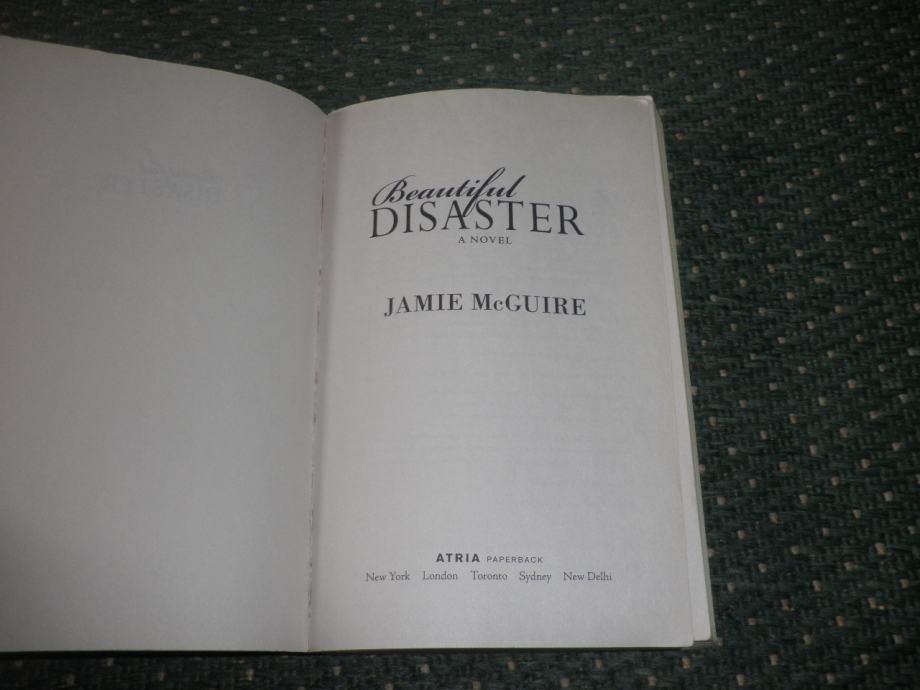 Beautiful
DISASTER
A NOVEL
JAMIE McGUIRE
ATRIA PAPERBACK
New York London Toronto Sydney New Delhi